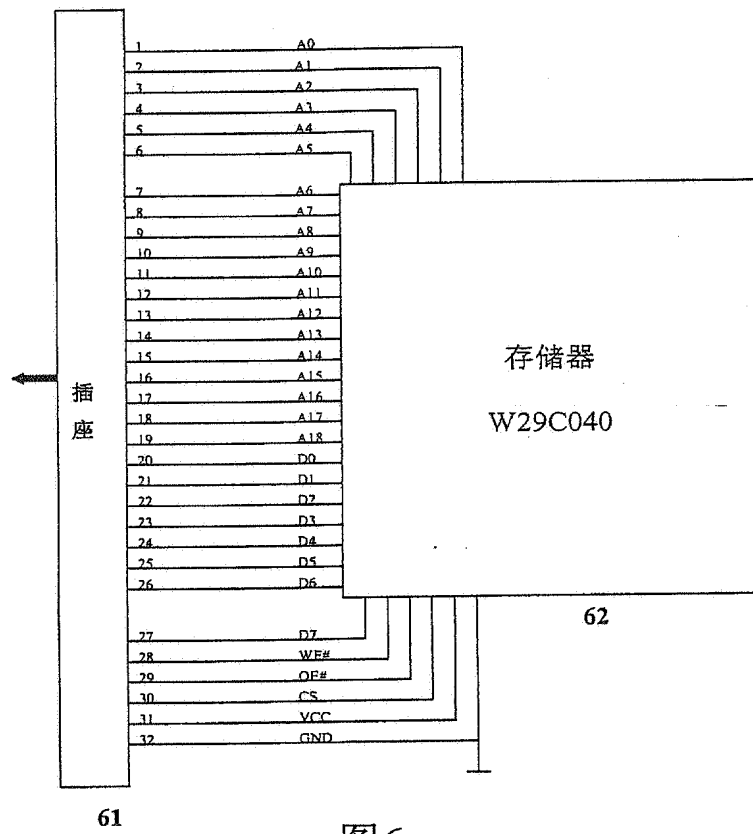 1 A0
2 A1
3 A2
4 A3
5 A4
6 A5
7 A6
8 A7
9 A8
10 A9
11 A10
12 A11
13 A12
14 A13
15 A14
16 A15
17 A16
18 A17
19 A18
20 D0
21 D1
22 D2
23 D3
24 D4
25 D5
26 D6
27 D7
28 WE#
29 OE#
30 CS
31 VCC
32 GND
插
座
存储器
W29C040
62
61
图6